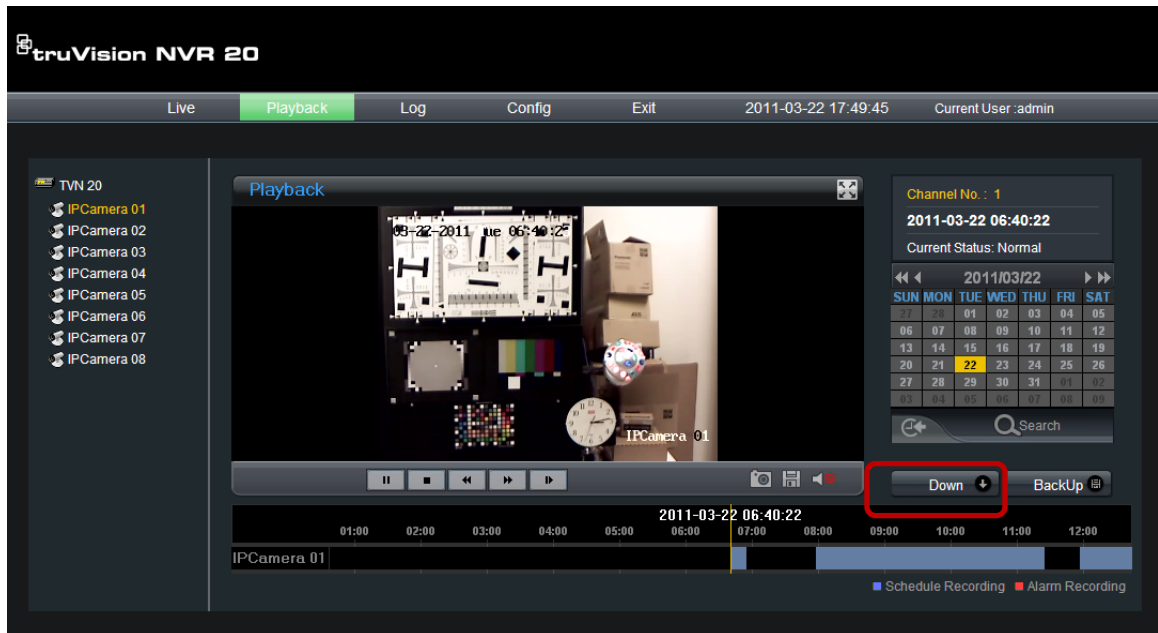 truVision NVR 20
Live Playback Log Config Exit 2011-03-22 17:49:45 Current User :admin
TVN 20
IPCamera 01
IPCamera 02
IPCamera 03
IPCamera 04
IPCamera 05
IPCamera 06
IPCamera 07
IPCamera 08
Playback
03-22-2011 Tue 06:40:2
IPCamera 01
Channel No. : 1
2011-03-22 06:40:22
Current Status: Normal
2011/03/22
SUN MON TUE WED THU FRI SAT
27 28 01 02 03 04 05
06 07 08 09 10 11 12
13 14 15 16 17 18 19
20 21 22 23 24 25 26
27 28 29 30 31 01 02
03 04 05 06 07 08 09
Search
Down BackUp
2011-03-22 06:40:22
01:00 02:00 03:00 04:00 05:00 06:00 07:00 08:00 09:00 10:00 11:00 12:00
IPCamera 01
Schedule Recording Alarm Recording